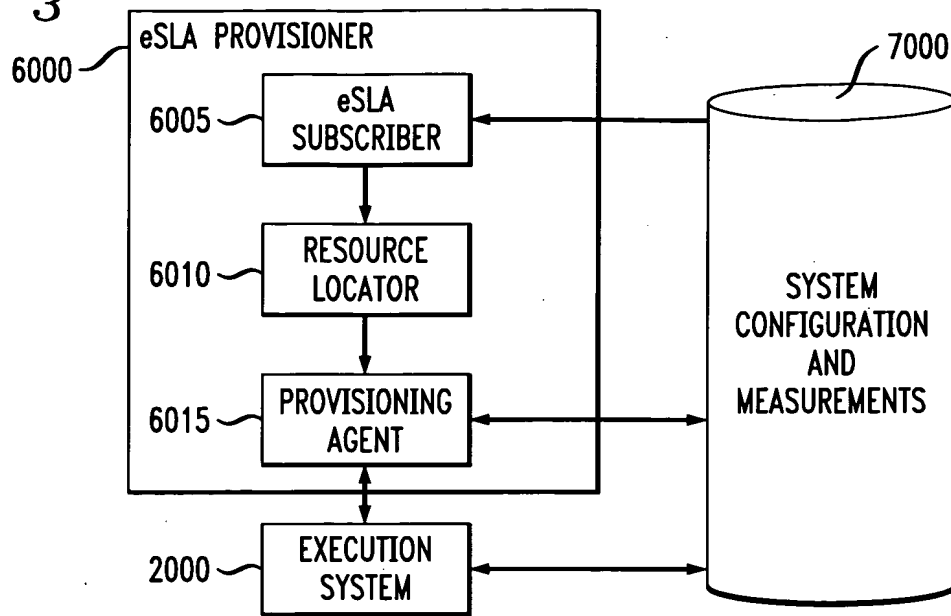 3
eSLA PROVISIONER
6000
7000
6005
eSLA
SUBSCRIBER
6010
RESOURCE
LOCATOR
SYSTEM
CONFIGURATION
AND
MEASUREMENTS
6015
PROVISIONING
AGENT
2000
EXECUTION
SYSTEM